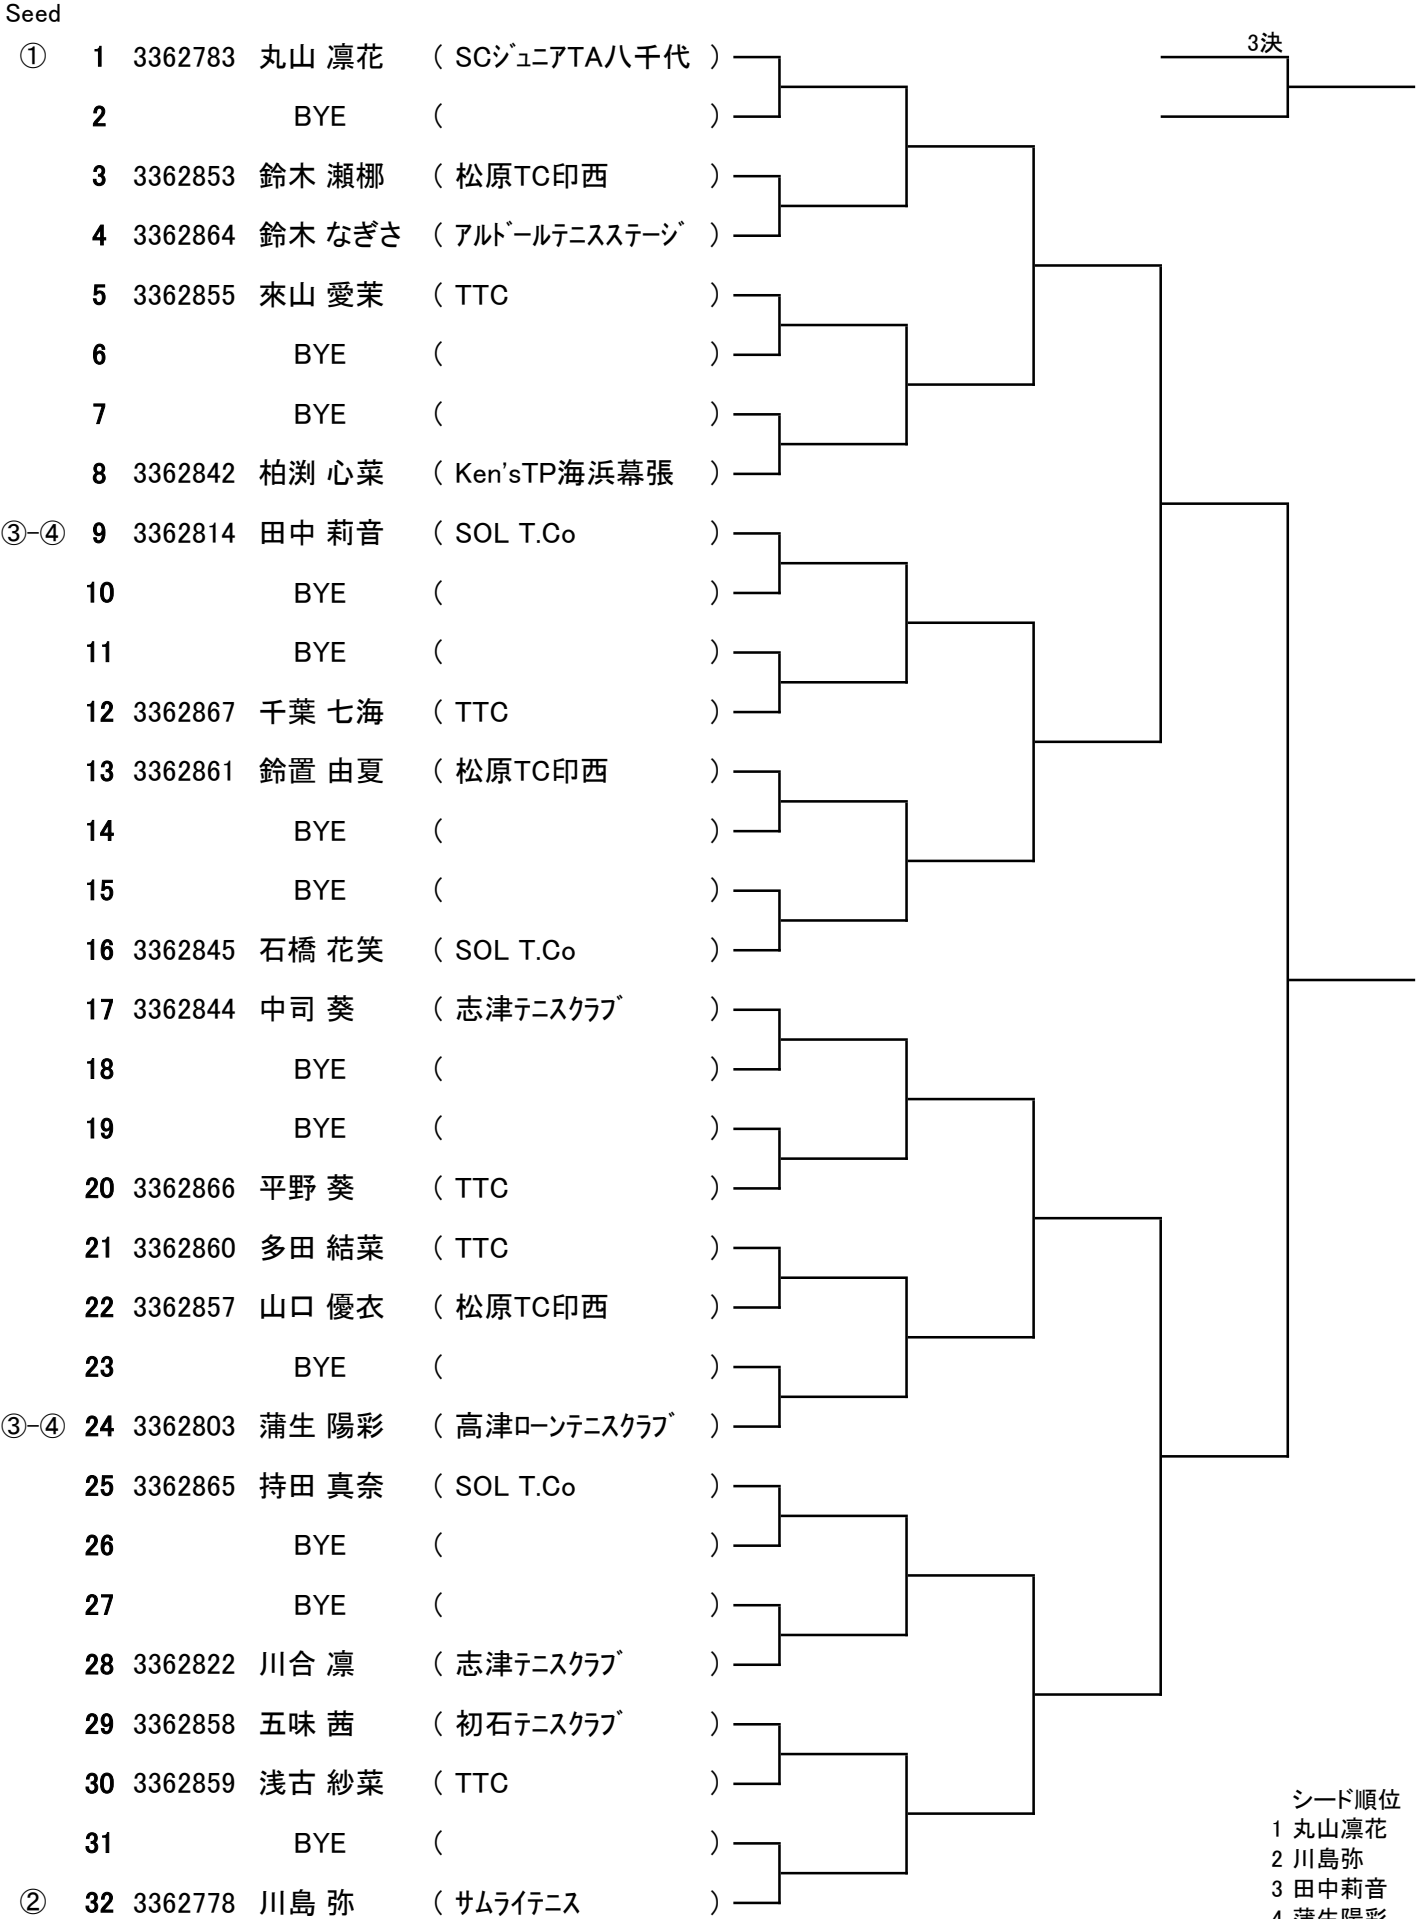 Seed
① 1 3362783 丸山 凛花 ( SCｼﾞｭﾆｱTA八千代 ) 3決
2 BYE ( )
3 3362853 鈴木 瀬梛 ( 松原TC印西 )
4 3362864 鈴木 なぎさ ( ｱﾙﾄﾞｰﾙﾃﾆｽｽﾃｰｼﾞ )
5 3362855 來山 愛茉 ( TTC )
6 BYE ( )
7 BYE ( )
8 3362842 柏渕 心菜 ( Ken'sTP海浜幕張 )
③-④ 9 3362814 田中 莉音 ( SOL T.Co )
10 BYE ( )
11 BYE ( )
12 3362867 千葉 七海 ( TTC )
13 3362861 鈴置 由夏 ( 松原TC印西 )
14 BYE ( )
15 BYE ( )
16 3362845 石橋 花笑 ( SOL T.Co )
17 3362844 中司 葵 ( 志津ﾃﾆｽｸﾗﾌﾞ )
18 BYE ( )
19 BYE ( )
20 3362866 平野 葵 ( TTC )
21 3362860 多田 結菜 ( TTC )
22 3362857 山口 優衣 ( 松原TC印西 )
23 BYE ( )
③-④ 24 3362803 蒲生 陽彩 ( 高津ﾛｰﾝﾃﾆｽｸﾗﾌﾞ )
25 3362865 持田 真奈 ( SOL T.Co )
26 BYE ( )
27 BYE ( )
28 3362822 川合 凛 ( 志津ﾃﾆｽｸﾗﾌﾞ )
29 3362858 五味 茜 ( 初石ﾃﾆｽｸﾗﾌﾞ )
30 3362859 浅古 紗菜 ( TTC )
31 BYE ( )
② 32 3362778 川島 弥 ( ｻﾑﾗｲﾃﾆｽ )
シード順位
1 丸山凛花
2 川島弥
3 田中莉音
4 蒲生陽彩